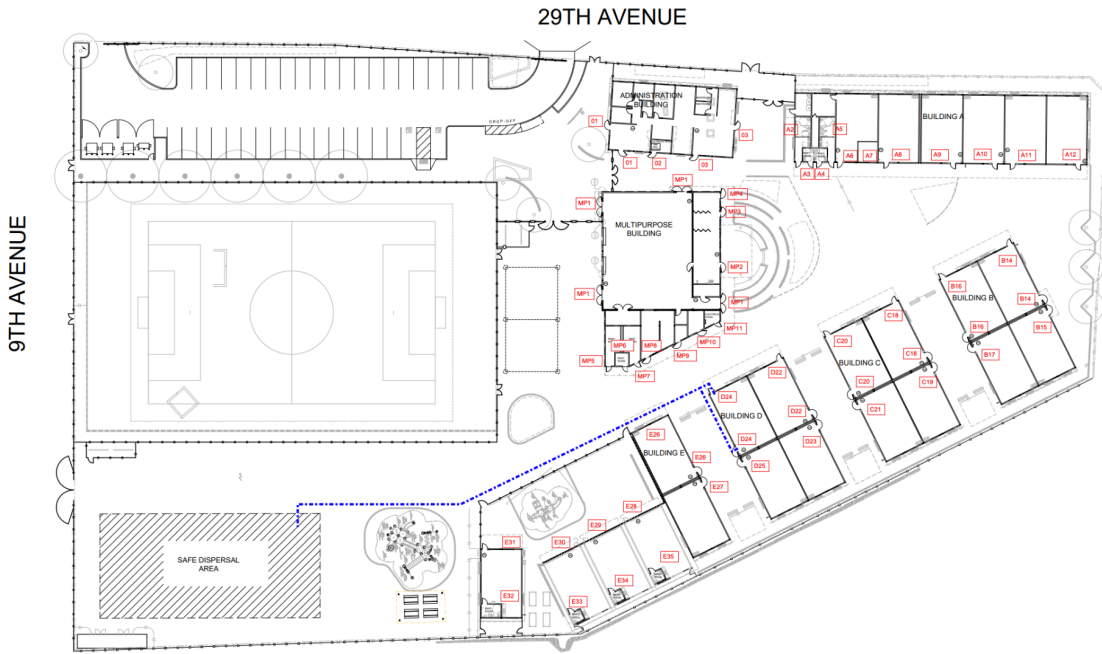 29TH AVENUE
9TH AVENUE
DROP-OFF
ADMINISTRATION
BUILDING
01
03
01
02
03
A2
A5
BUILDING A
A3
A4
A6
A7
A8
A9
A10
A11
A12
MP1
MP4
MP1
MP3
MULTIPURPOSE
BUILDING
MP2
MP1
MP1
MP11
MP10
MP6
MP8
MP9
MP5
MP7
B14
B16
BUILDING B
B14
B15
B16
B17
C18
C20
BUILDING C
C18
C19
C20
C21
D22
D24
BUILDING D
D22
D23
D24
D25
E26
BUILDING E
E26
E27
E28
E29
E30
E31
E35
E34
E32
E33
SAFE DISPERSAL
AREA